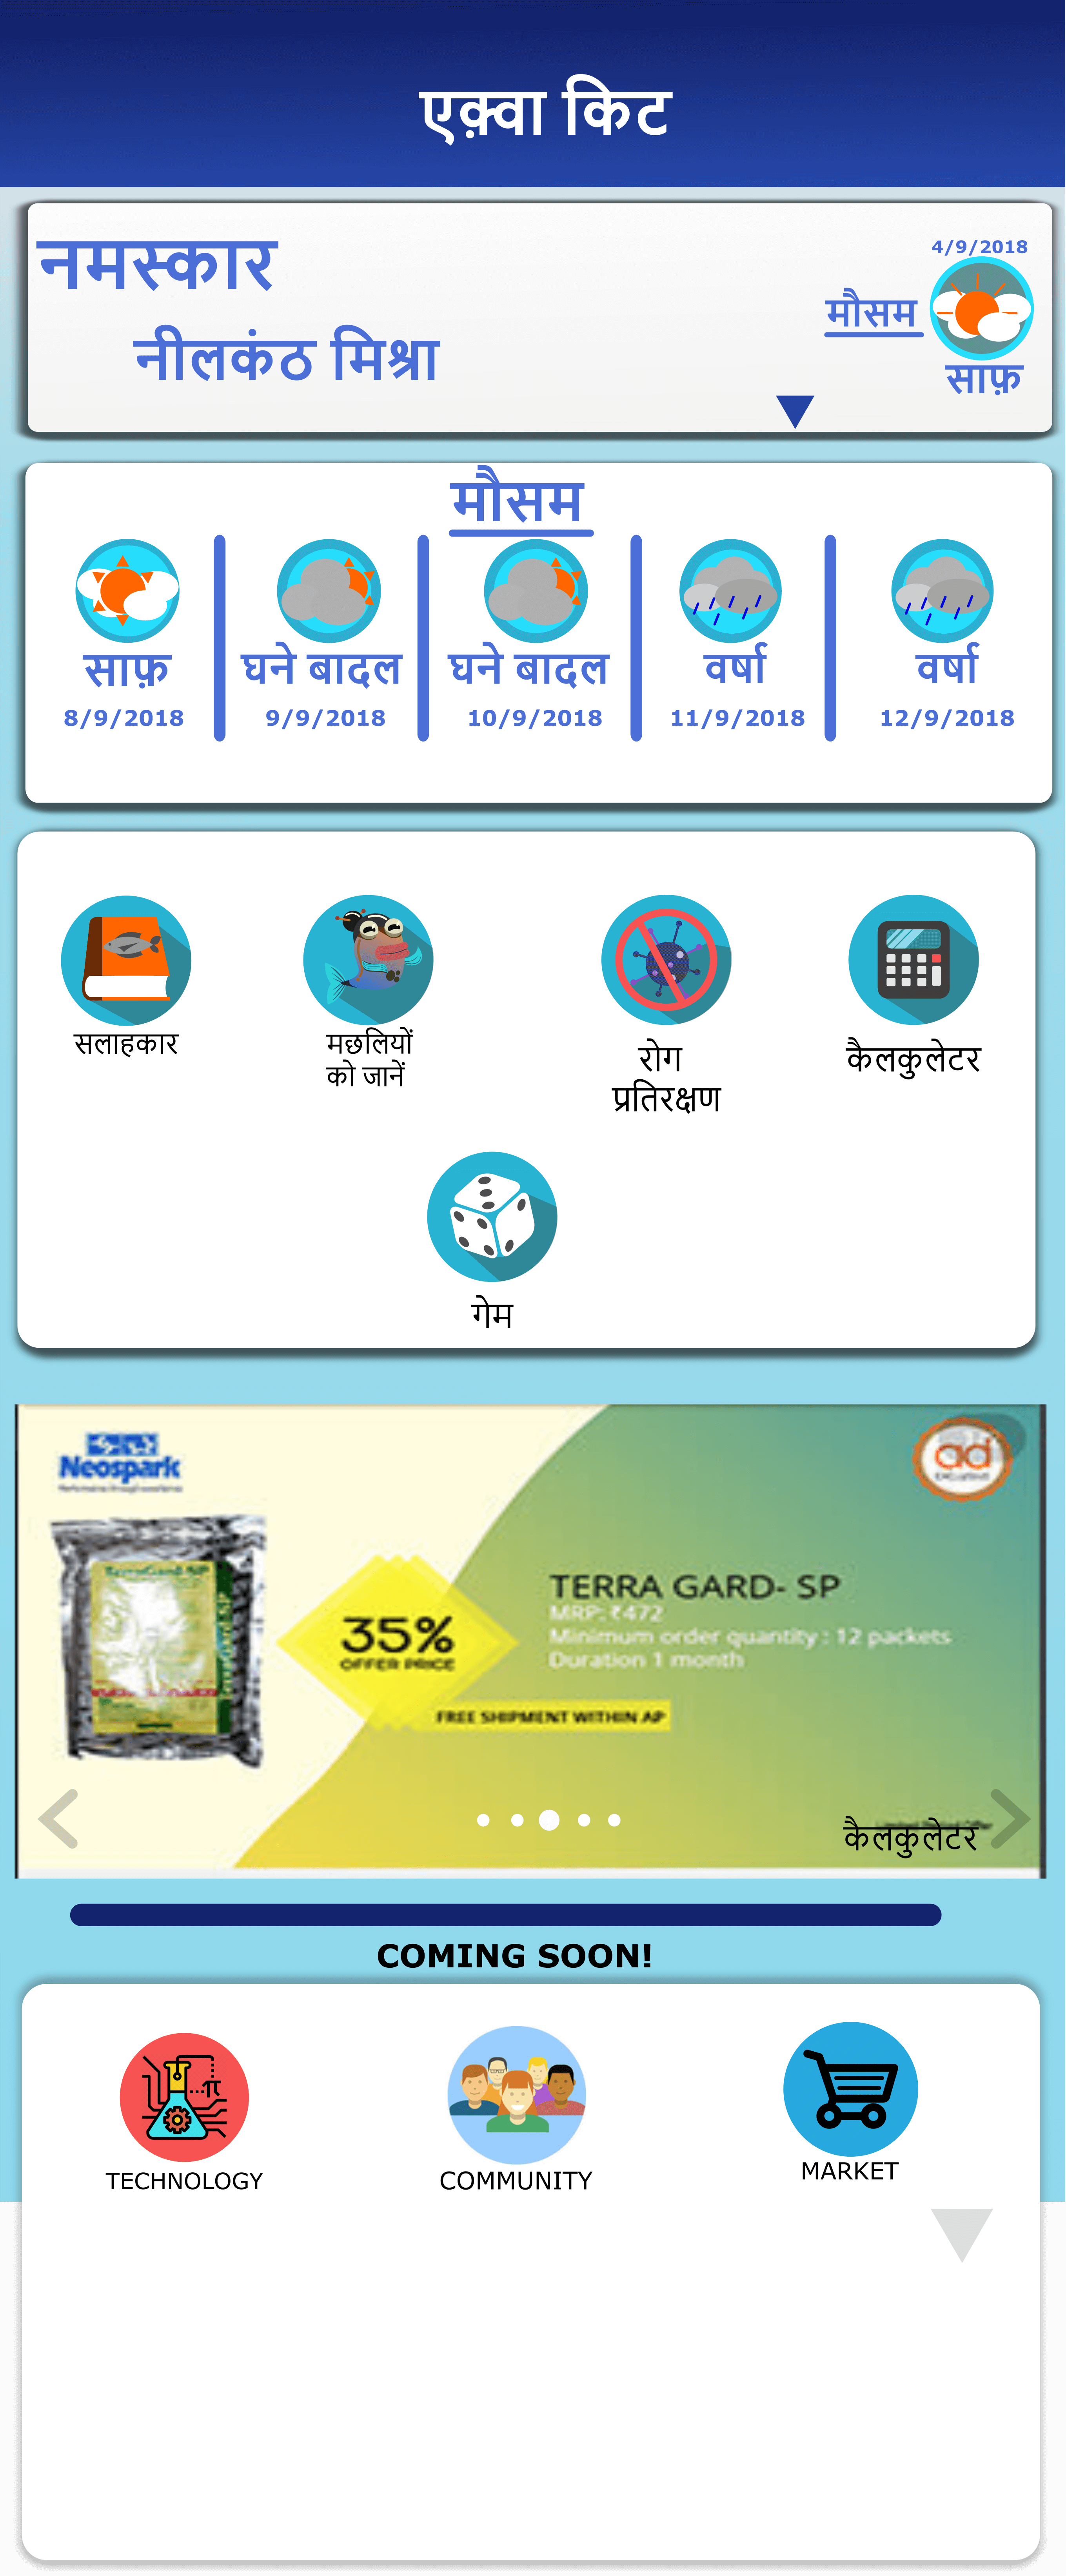 एक़्वा किट
नमस्कार
नीलकंठ मिश्रा
4/9/2018
मौसम
साफ़
मौसम
साफ़
घने बादल
घने बादल
वर्षा
वर्षा
8/9/2018
9/9/2018
10/9/2018
11/9/2018
12/9/2018
सलाहकार
मछलियों
को जानें
रोग
प्रतिरक्षण
कैलकुलेटर
गेम
Neospark
ad
TerraGard-SP
35%
OFFER PRICE
TERRA GARD- SP
MRP: ₹472
Minimum order quantity : 12 packets
Duration 1 month
FREE SHIPMENT WITHIN AP
कैलकुलेटर
COMING SOON!
π
TECHNOLOGY
COMMUNITY
MARKET